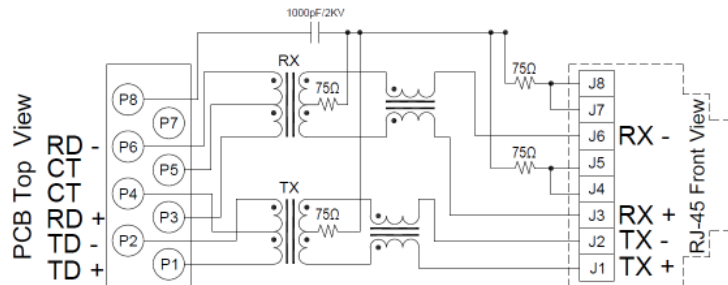 1000pF/2KV
PCB Top View
P8
P7
RD - P6
CT P5
CT P4
RD + P3
TD - P2
TD + P1
RX
75Ω
TX
75Ω
75Ω
75Ω
J8
J7
J6 RX -
J5
J4
J3 RX +
J2 TX -
J1 TX +
RJ-45 Front View